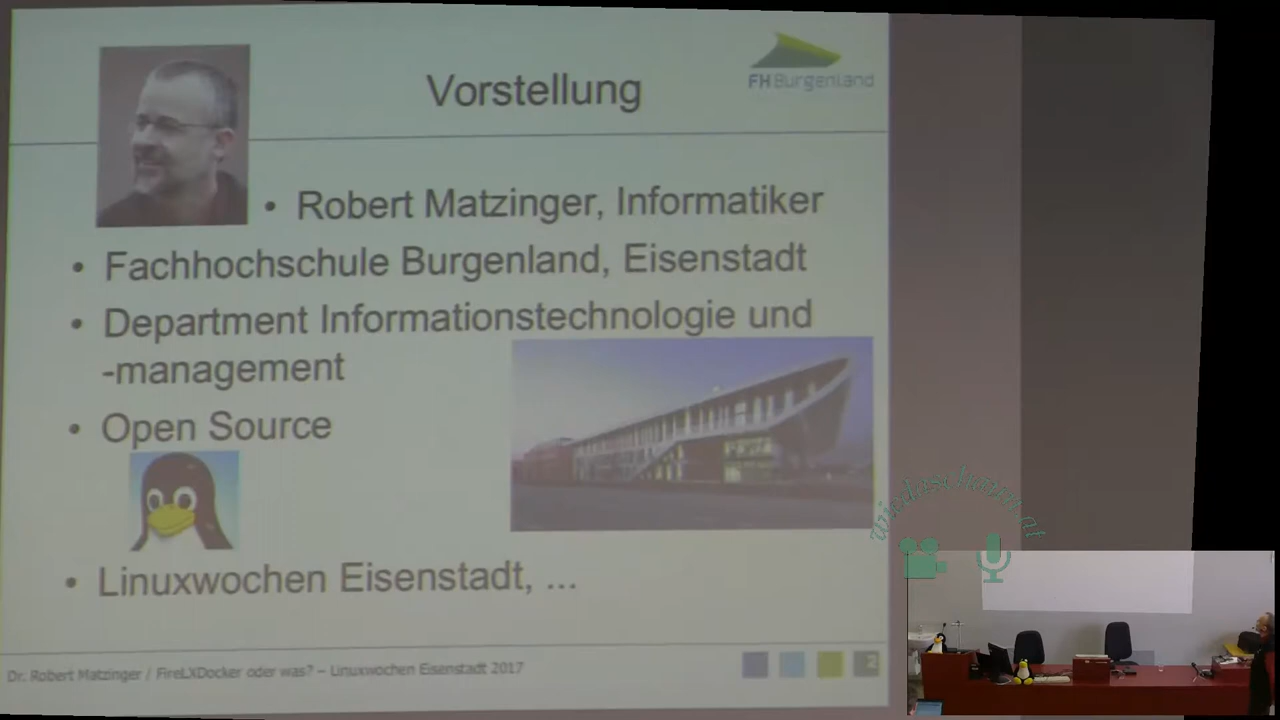 Vorstellung
FH Burgenland
• Robert Matzinger, Informatiker
• Fachhochschule Burgenland, Eisenstadt
• Department Informationstechnologie und
-management
• Open Source
• Linuxwochen Eisenstadt, ...
Dr. Robert Matzinger / FireLXDocker oder was? – Linuxwochen Eisenstadt 2017
2